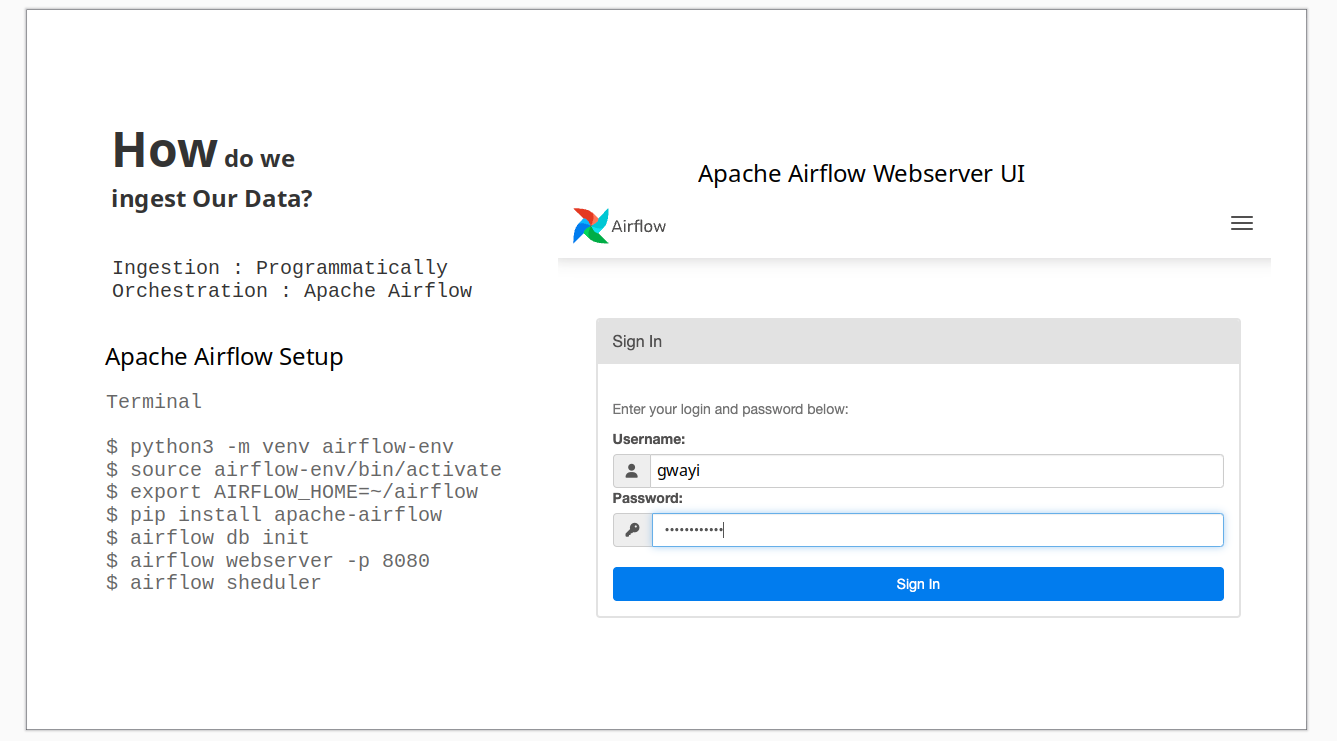 How do we
ingest Our Data?
Ingestion : Programmatically
Orchestration : Apache Airflow
Apache Airflow Setup
Terminal
$ python3 -m venv airflow-env
$ source airflow-env/bin/activate
$ export AIRFLOW_HOME=~/airflow
$ pip install apache-airflow
$ airflow db init
$ airflow webserver -p 8080
$ airflow sheduler
Apache Airflow Webserver UI
Airflow
Sign In
Enter your login and password below:
Username:
gwayi
Password:
••••••••••••
Sign In